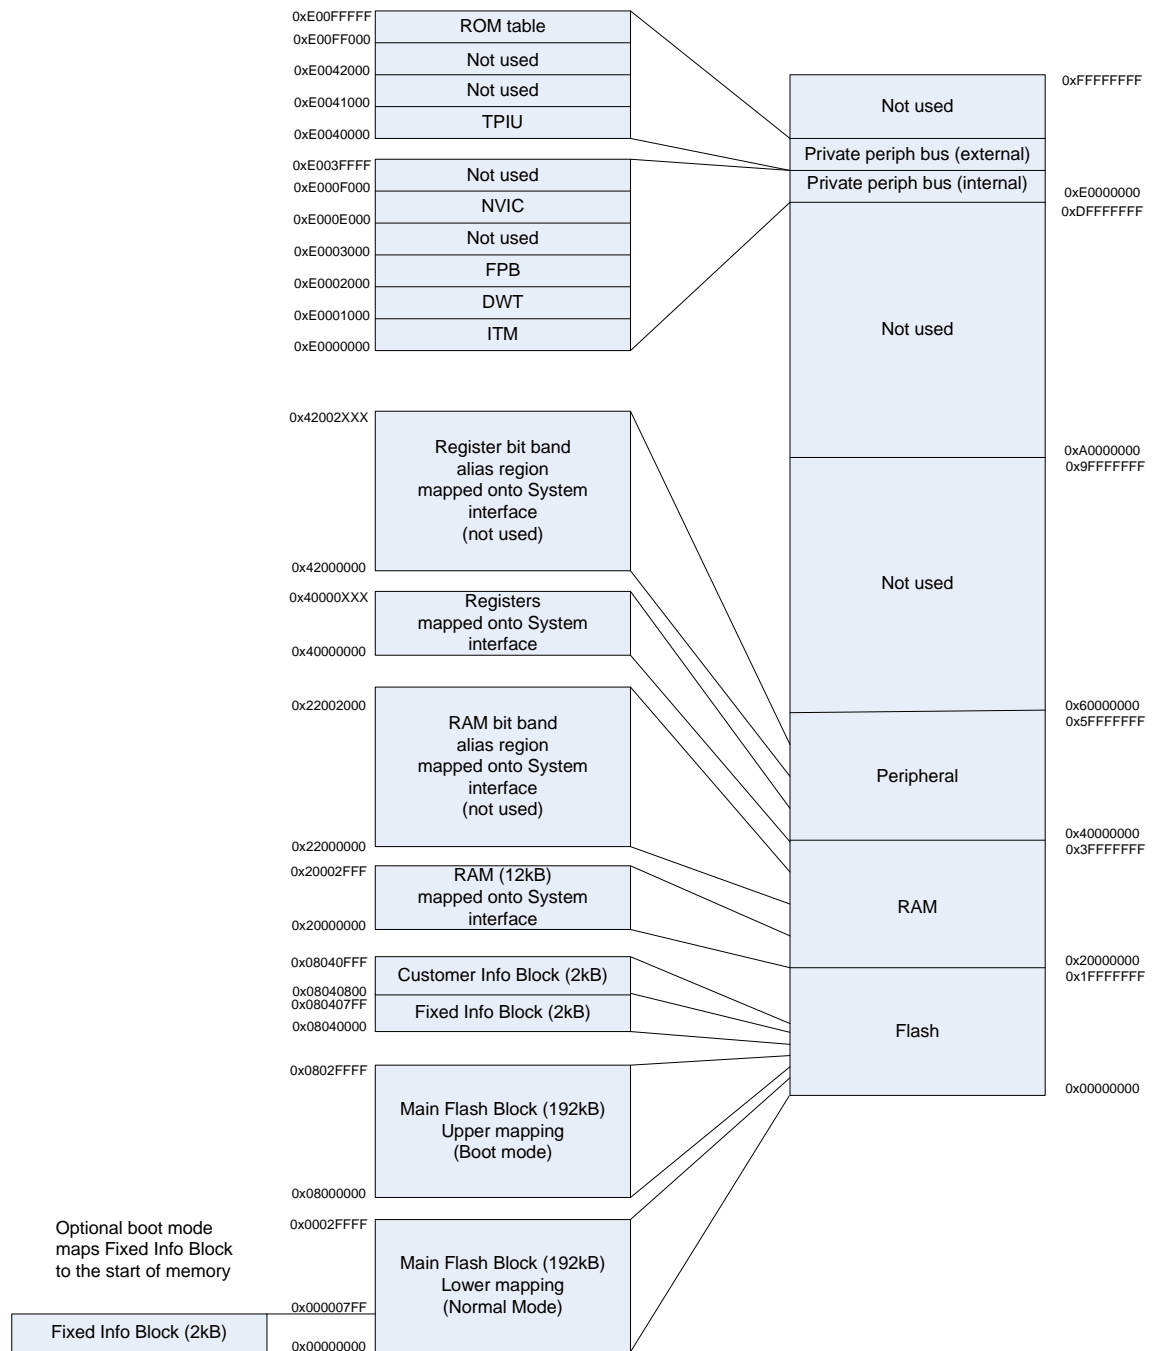 0xE00FFFFF
ROM table
0xE00FF000
Not used
0xE0042000
Not used
0xE0041000
TPIU
0xE0040000
0xE003FFFF
Not used
0xE000F000
NVIC
0xE000E000
Not used
0xE0003000
FPB
0xE0002000
DWT
0xE0001000
ITM
0xE0000000
0x42002XXX
Register bit band
alias region
mapped onto System
interface
(not used)
0x42000000
0x40000XXX
Registers
mapped onto System
interface
0x40000000
0x22002000
RAM bit band
alias region
mapped onto System
interface
(not used)
0x22000000
0x20002FFF
RAM (12kB)
mapped onto System
interface
0x20000000
0x08040FFF
Customer Info Block (2kB)
0x08040800
0x080407FF
Fixed Info Block (2kB)
0x08040000
0x0802FFFF
Main Flash Block (192kB)
Upper mapping
(Boot mode)
0x08000000
0x0002FFFF
Main Flash Block (192kB)
Lower mapping
(Normal Mode)
0x000007FF
0x00000000
Optional boot mode
maps Fixed Info Block
to the start of memory
Fixed Info Block (2kB)
0xFFFFFFFF
Not used
Private periph bus (external)
Private periph bus (internal)
0xE0000000
0xDFFFFFFF
Not used
0xA0000000
0x9FFFFFFF
Not used
0x60000000
0x5FFFFFFF
Peripheral
0x40000000
0x3FFFFFFF
RAM
0x20000000
0x1FFFFFFF
Flash
0x00000000